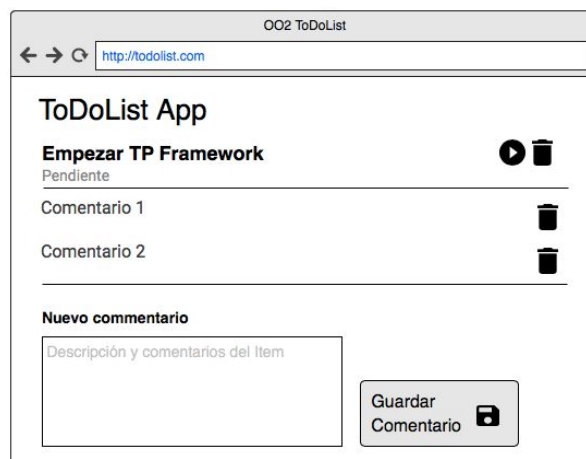 OO2 ToDoList
http://todolist.com
ToDoList App
Empezar TP Framework
Pendiente
Comentario 1
Comentario 2
Nuevo commentario
Descripción y comentarios del Item
Guardar
Comentario